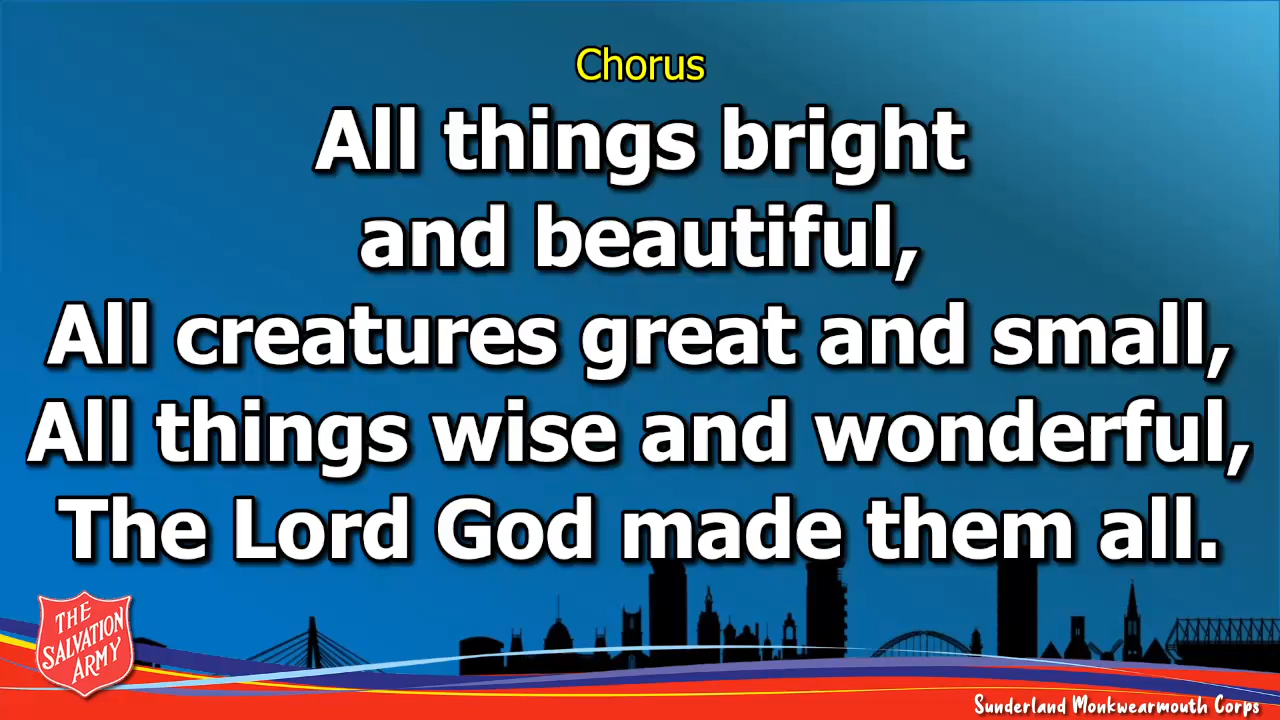 Chorus
All things bright
and beautiful,
All creatures great and small,
All things wise and wonderful,
The Lord God made them all.
THE
SALVATION
ARMY
Sunderland Monkwearmouth Corps